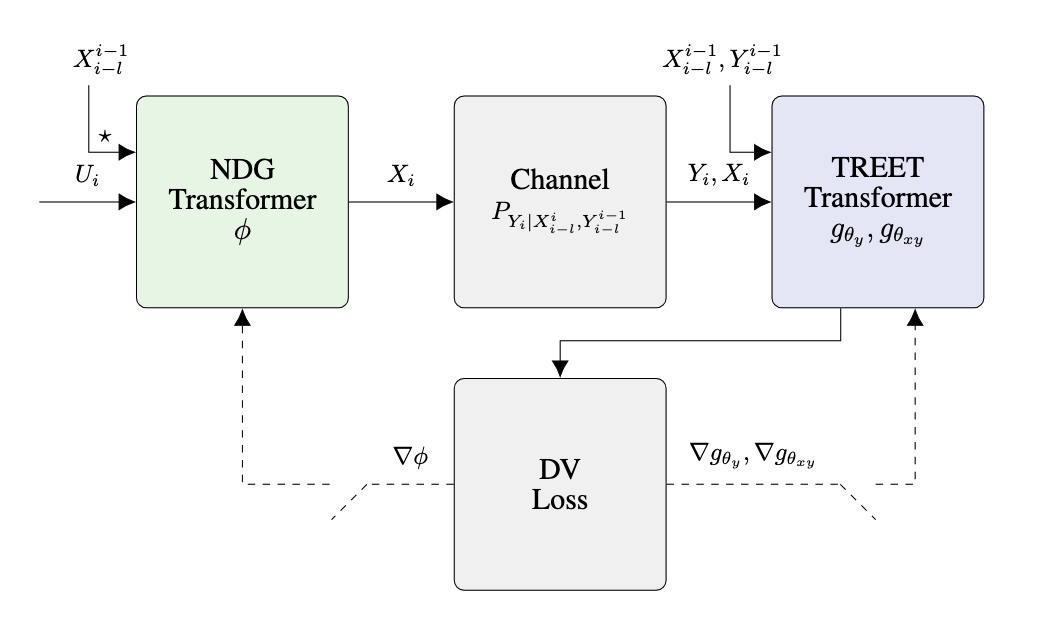 $X_{i-l}^{i-1}$
$X_{i-l}^{i-1}, Y_{i-l}^{i-1}$
⋆
$U_i$
NDG
Transformer
$\phi$
$X_i$
Channel
$P_{Y_i|X_{i-l}^{i}, Y_{i-l}^{i-1}}$
$Y_i, X_i$
TREET
Transformer
$g_{\theta_y}, g_{\theta_{xy}}$
$\nabla\phi$
DV
Loss
$\nabla g_{\theta_y}, \nabla g_{\theta_{xy}}$